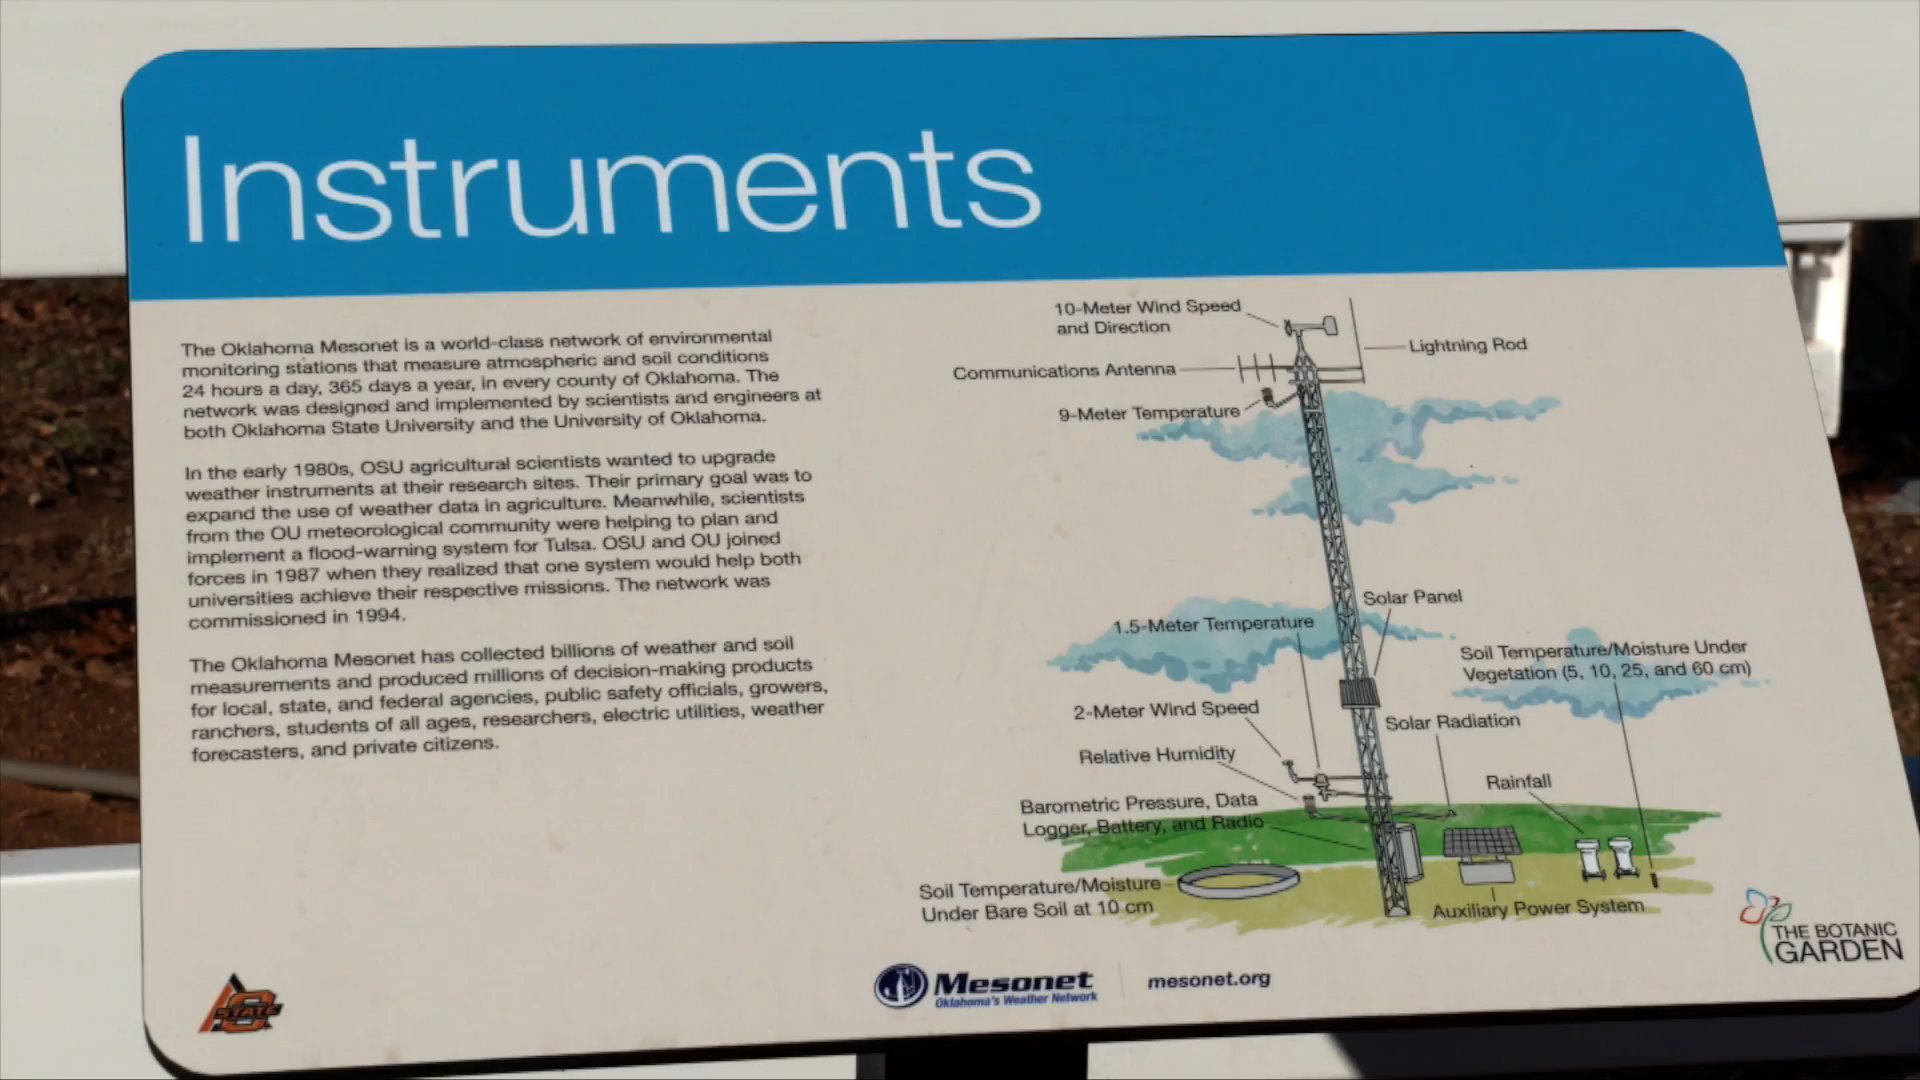 Instruments
The Oklahoma Mesonet is a world-class network of environmental
monitoring stations that measure atmospheric and soil conditions
24 hours a day, 365 days a year, in every county of Oklahoma. The
network was designed and implemented by scientists and engineers at
both Oklahoma State University and the University of Oklahoma.
In the early 1980s, OSU agricultural scientists wanted to upgrade
weather instruments at their research sites. Their primary goal was to
expand the use of weather data in agriculture. Meanwhile, scientists
from the OU meteorological community were helping to plan and
implement a flood-warning system for Tulsa. OSU and OU joined
forces in 1987 when they realized that one system would help both
universities achieve their respective missions. The network was
commissioned in 1994.
The Oklahoma Mesonet has collected billions of weather and soil
measurements and produced millions of decision-making products
for local, state, and federal agencies, public safety officials, growers,
ranchers, students of all ages, researchers, electric utilities, weather
forecasters, and private citizens.
10-Meter Wind Speed
and Direction
Lightning Rod
Communications Antenna
9-Meter Temperature
Solar Panel
1.5-Meter Temperature
Soil Temperature/Moisture Under
Vegetation (5, 10, 25, and 60 cm)
2-Meter Wind Speed
Solar Radiation
Relative Humidity
Rainfall
Barometric Pressure, Data
Logger, Battery, and Radio
Soil Temperature/Moisture
Under Bare Soil at 10 cm
Auxiliary Power System
STATE
Mesonet
Oklahoma's Weather Network
mesonet.org
THE BOTANIC
GARDEN